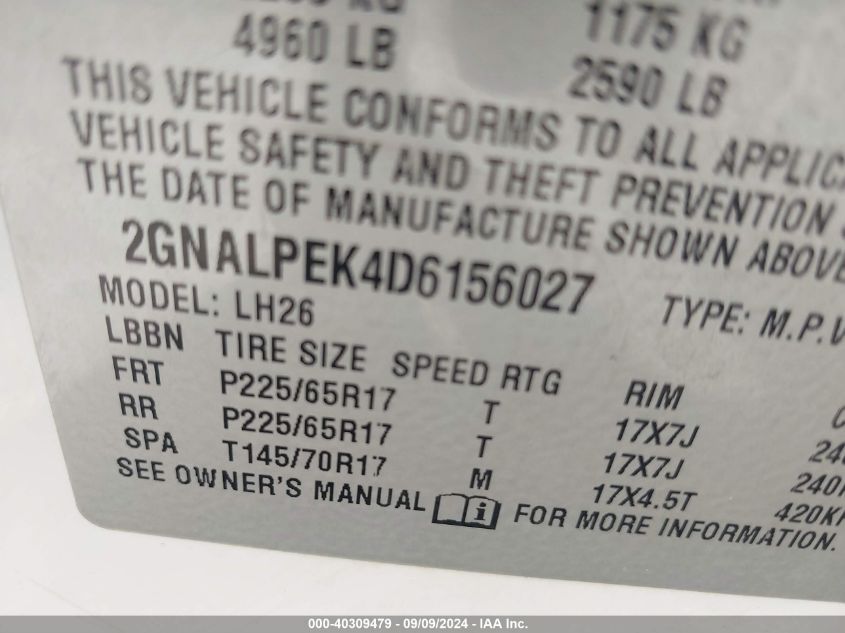 4960 LB 1175 KG
2590 LB
THIS VEHICLE CONFORMS TO ALL
VEHICLE SAFETY AND THEFT PREVENTION
THE DATE OF MANUFACTURE SHOWN ABOVE
2GNALPEK4D6156027
MODEL: LH26 TYPE: M.P.V
LBBN TIRE SIZE SPEED RTG RIM
FRT P225/65R17 T 17X7J
RR P225/65R17 T 17X7J
SPA T145/70R17 M 17X4.5T
SEE OWNER'S MANUAL FOR MORE INFORMATION.
000-40309479 - 09/09/2024 - IAA Inc.